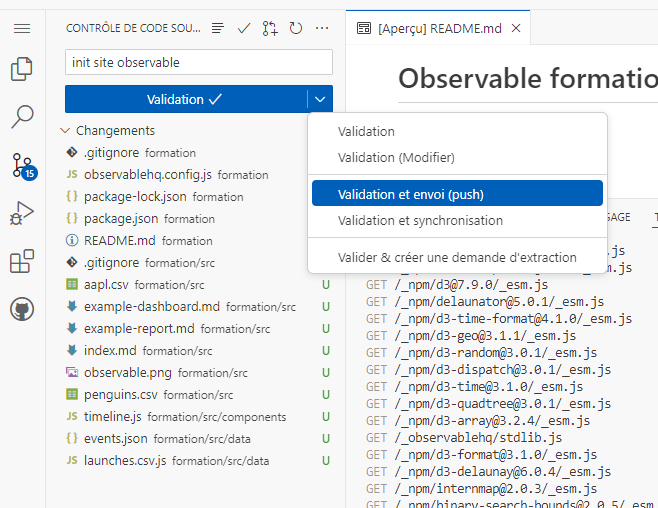 CONTRÔLE DE CODE SOU...
[Aperçu] README.md
init site observable
Validation
Observable formatio
Changements
.gitignore formation
observablehq.config.js formation
package-lock.json formation
package.json formation
README.md formation
.gitignore formation/src
aapl.csv formation/src U
example-dashboard.md formation/src U
example-report.md formation/src U
index.md formation/src U
observable.png formation/src U
penguins.csv formation/src U
timeline.js formation/src/components U
events.json formation/src/data U
launches.csv.js formation/src/data U
15
Validation
Validation (Modifier)
Validation et envoi (push)
Validation et synchronisation
Valider & créer une demande d'extraction
SAGE
.js
_esm.js
GET /_npm/d3@7.9.0/_esm.js
GET /_npm/delaunator@5.0.1/_esm.js
GET /_npm/d3-time-format@4.1.0/_esm.js
GET /_npm/d3-geo@3.1.1/_esm.js
GET /_npm/d3-random@3.0.1/_esm.js
GET /_npm/d3-dispatch@3.0.1/_esm.js
GET /_npm/d3-time@3.1.0/_esm.js
GET /_npm/d3-quadtree@3.0.1/_esm.js
GET /_npm/d3-array@3.2.4/_esm.js
GET /_observablehq/stdlib.js
GET /_npm/d3-format@3.1.0/_esm.js
GET /_npm/d3-delaunay@6.0.4/_esm.js
GET /_npm/internmap@2.0.3/_esm.js
GET /_npm/binary-search-bounds@2.0.5/_esm